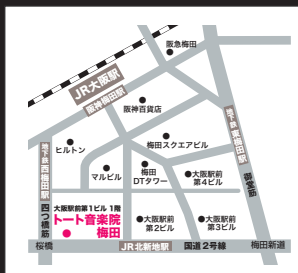 阪急梅田
JR大阪駅
阪神梅田駅
阪神百貨店
地下鉄
東梅田駅
ヒルトン
梅田スクエアビル
地下鉄
西梅田駅
マルビル
梅田
DTタワー
大阪駅前
第4ビル
御堂筋
四つ橋筋
大阪駅前第1ビル 1階
トート音楽院
梅田
大阪駅前
第2ビル
大阪駅前
第3ビル
桜橋
JR北新地駅
国道2号線
梅田新道